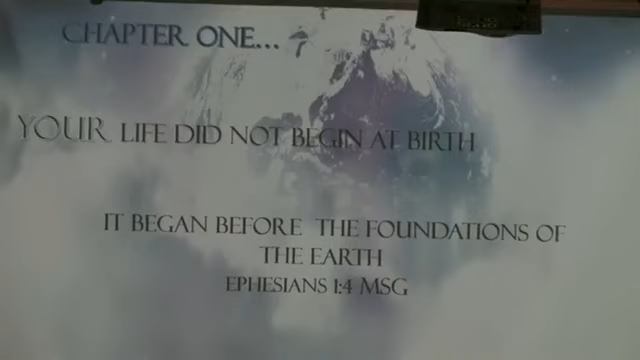 CHAPTER ONE...
YOUR LIFE DID NOT BEGIN AT BIRTH
IT BEGAN BEFORE THE FOUNDATIONS OF
THE EARTH
EPHESIANS 1:4 MSG